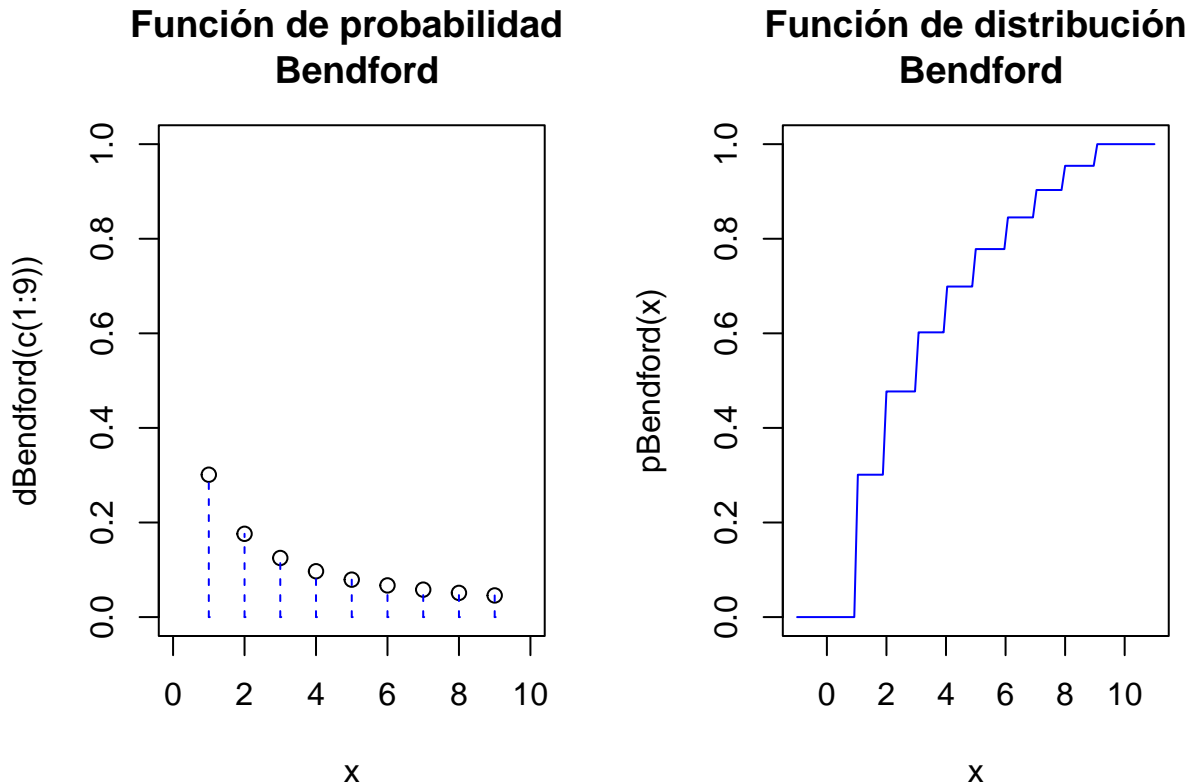 Función de probabilidad
Bendford
dBendford(c(1:9))
1.0
0.8
0.6
0.4
0.2
0.0
0 2 4 6 8 10
x
Función de distribución
Bendford
pBendford(x)
1.0
0.8
0.6
0.4
0.2
0.0
0 2 4 6 8 10
x